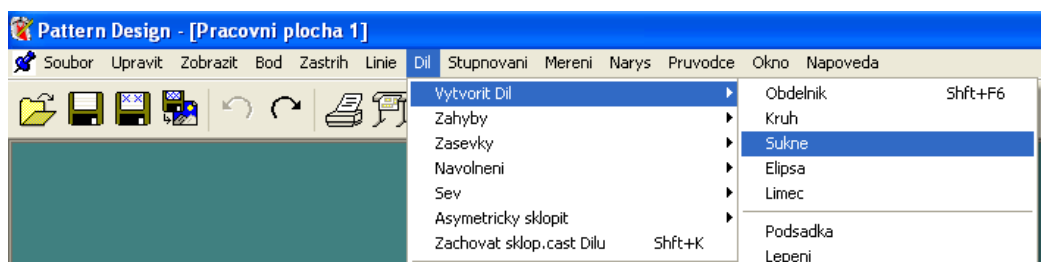 Pattern Design - [Pracovni plocha 1]
Soubor Upravit Zobrazit Bod Zastrih Linie Dil Stupnovani Mereni Narys Pruvodce Okno Napoveda
Vytvorit Dil
Zahyby
Zasevky
Navolneni
Sev
Asymetricky sklopit
Zachovat sklop.cast Dilu Shft+K
Obdelnik Shft+F6
Kruh
Sukne
Elipsa
Limec
Podsadka
Lepeni